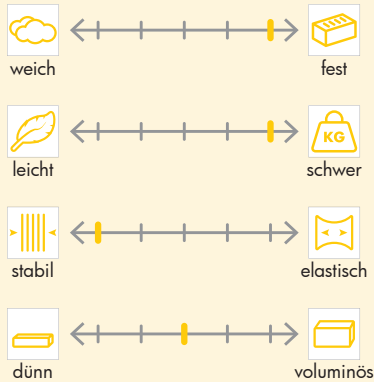 weich fest
KG
leicht schwer
stabil elastisch
dünn voluminös